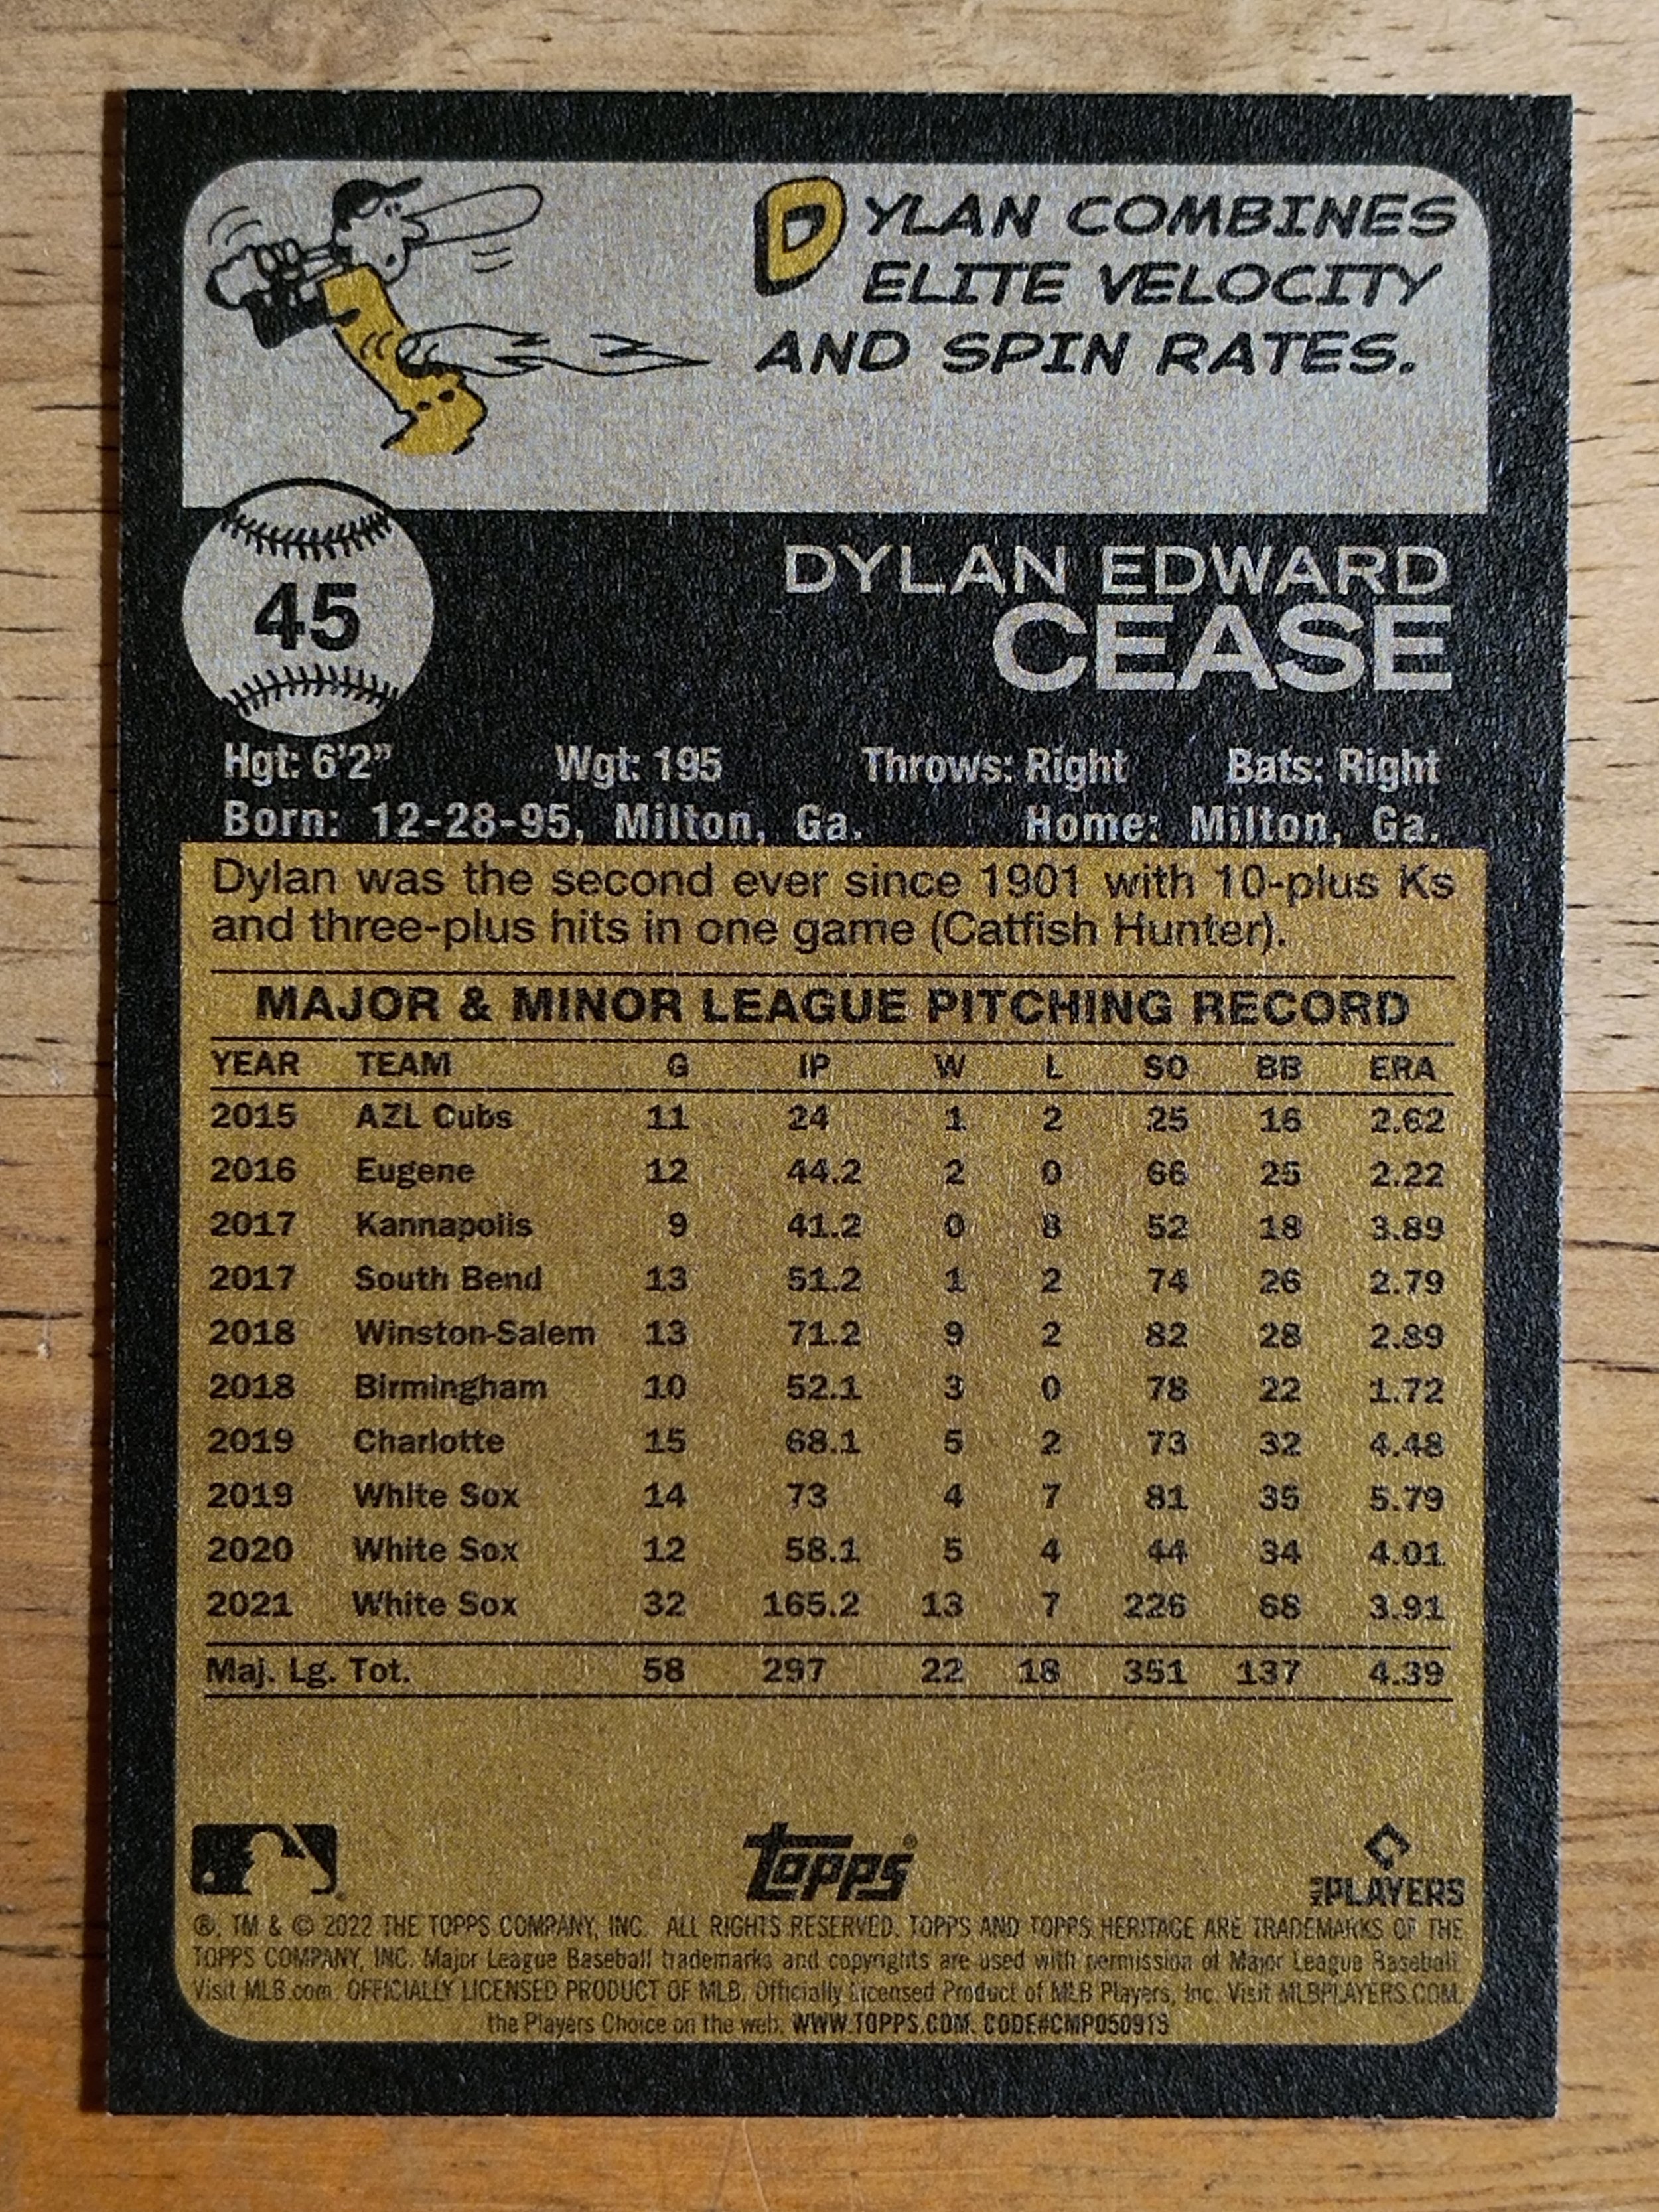 DYLAN COMBINES
ELITE VELOCITY
AND SPIN RATES.
45
DYLAN EDWARD
CEASE
Hgt: 6'2" Wgt: 195 Throws: Right Bats: Right
Born: 12-28-95, Milton, Ga. Home: Milton, Ga.
Dylan was the second ever since 1901 with 10-plus Ks
and three-plus hits in one game (Catfish Hunter).
MAJOR & MINOR LEAGUE PITCHING RECORD
YEAR TEAM G IP W L SO BB ERA
2015 AZL Cubs 11 24 1 2 25 16 2.62
2016 Eugene 12 44.2 2 0 66 25 2.22
2017 Kannapolis 9 41.2 0 8 52 18 3.89
2017 South Bend 13 51.2 1 2 74 26 2.79
2018 Winston-Salem 13 71.2 9 2 82 28 2.89
2018 Birmingham 10 52.1 3 0 78 22 1.72
2019 Charlotte 15 68.1 5 2 73 32 4.48
2019 White Sox 14 73 4 7 81 35 5.79
2020 White Sox 12 58.1 5 4 44 34 4.01
2021 White Sox 32 165.2 13 7 226 68 3.91
Maj. Lg. Tot. 58 297 22 18 351 137 4.39
topps®
MLB PLAYERS
®, TM & © 2022 THE TOPPS COMPANY, INC. ALL RIGHTS RESERVED. TOPPS AND TOPPS HERITAGE ARE TRADEMARKS OF THE
TOPPS COMPANY, INC. Major League Baseball trademarks and copyrights are used with permission of Major League Baseball.
Visit MLB.com. OFFICIALLY LICENSED PRODUCT OF MLB. Officially Licensed Product of MLB Players, Inc. Visit MLBPLAYERS.COM,
the Players Choice on the web. WWW.TOPPS.COM. CODE#CMP050913